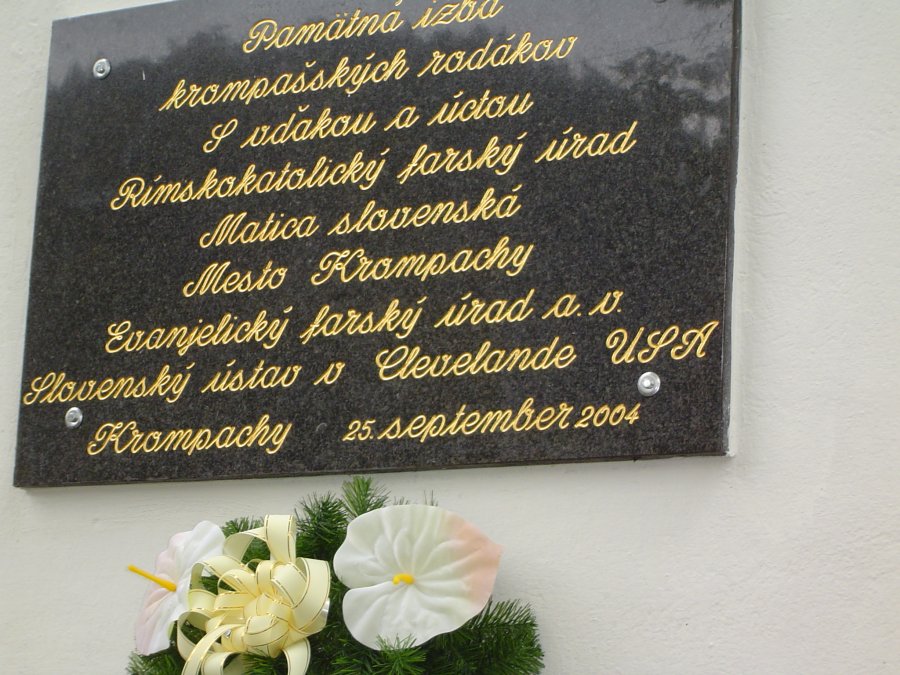 Pamätná izba
krompašských rodákov
S vďakou a úctou
Rímskokatolický farský úrad
Matica slovenská
Mesto Krompachy
Evanjelický farský úrad a. v.
Slovenský ústav v Clevelande USA
Krompachy 25. september 2004